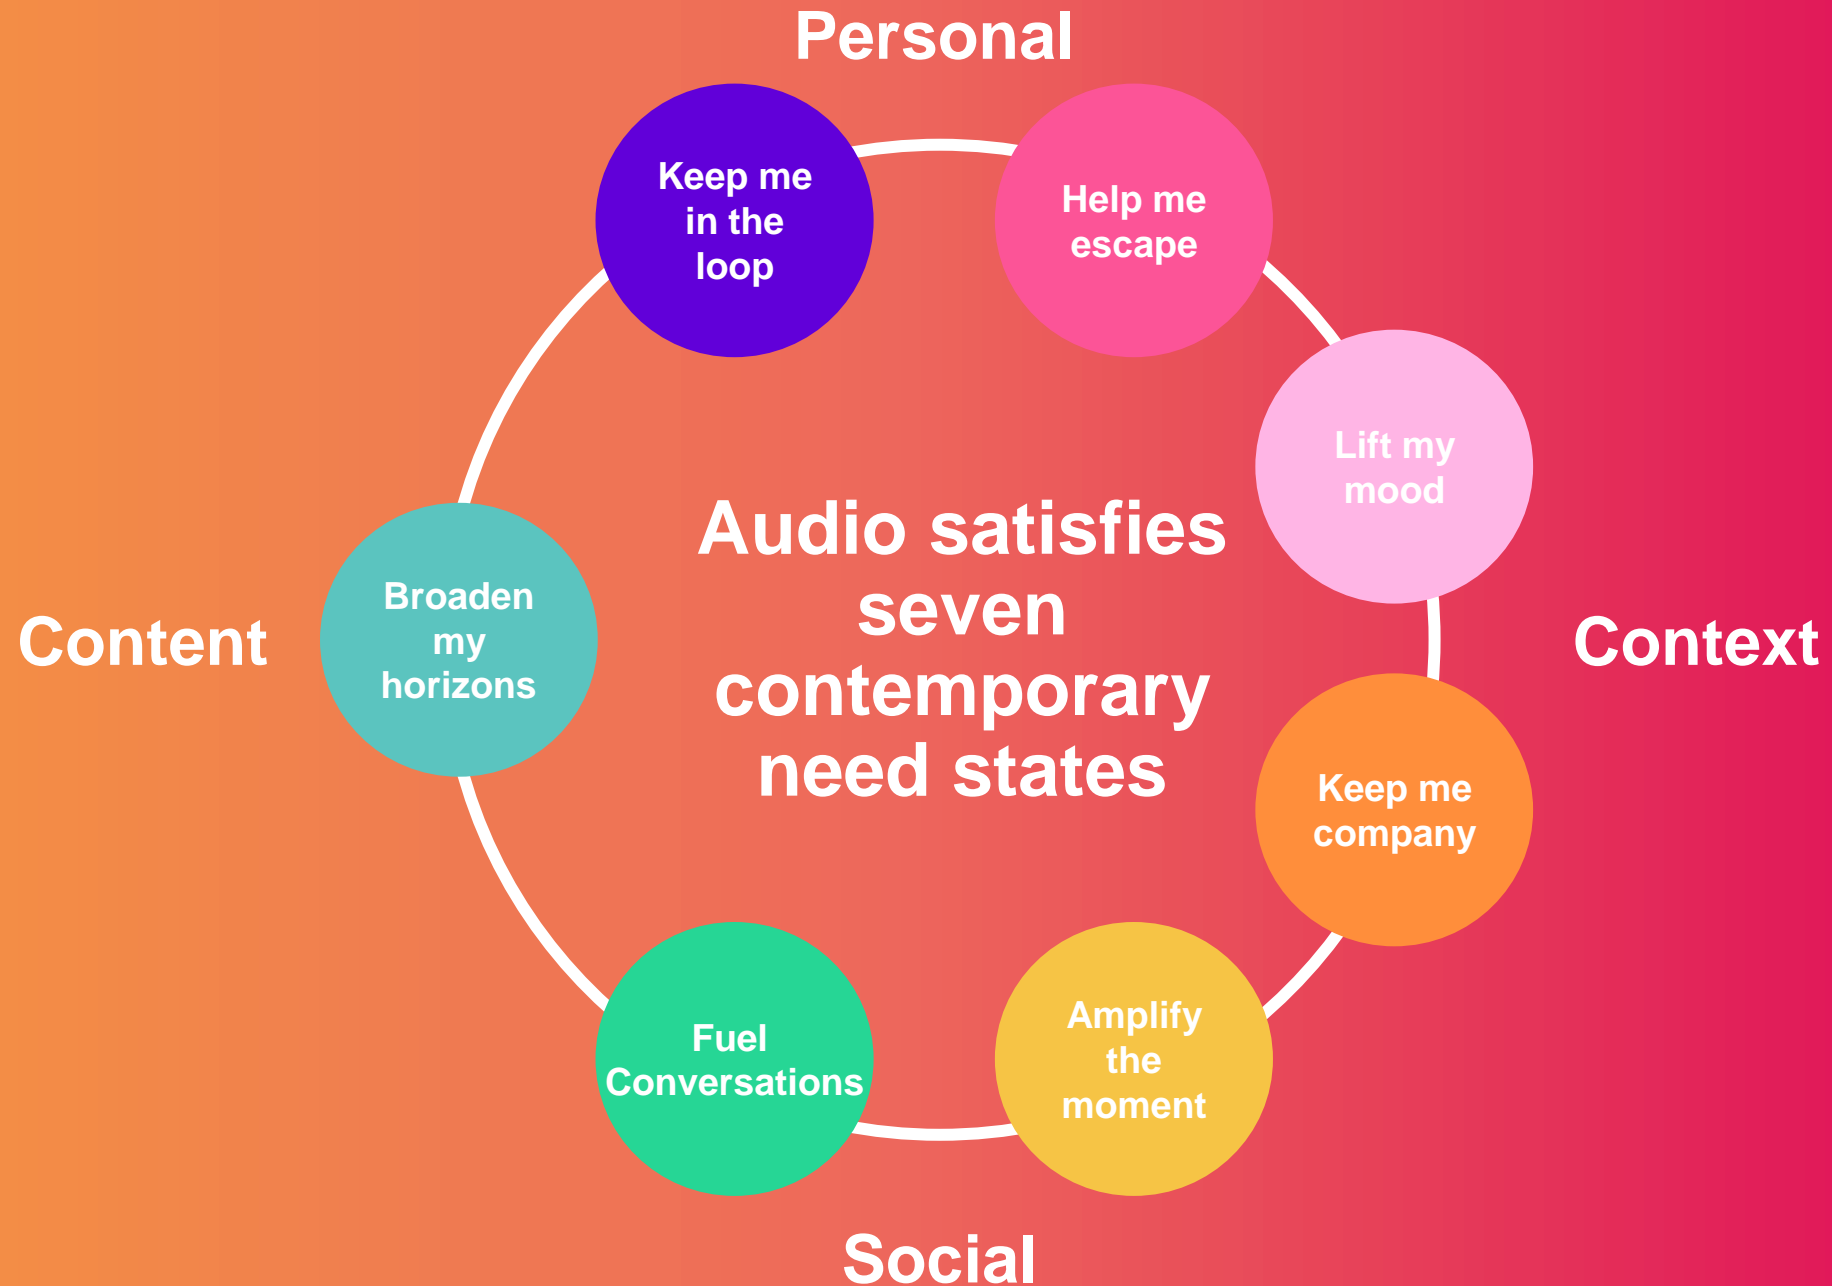 Personal
Keep me
in the
loop
Help me
escape
Lift my
mood
Content
Broaden
my
horizons
Audio satisfies
seven
contemporary
need states
Context
Keep me
company
Fuel
Conversations
Amplify
the
moment
Social